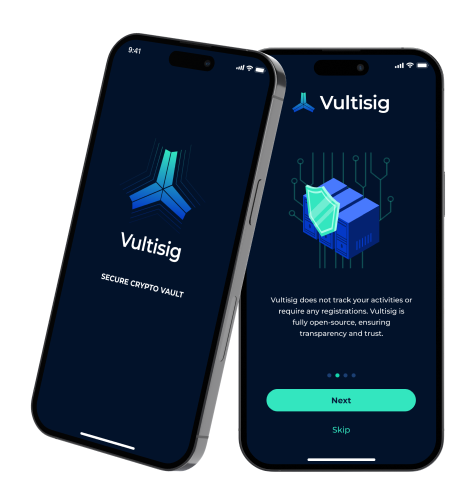 9:41
Vultisig
SECURE CRYPTO VAULT
Vultisig
Vultisig does not track your activities or
require any registrations. Vultisig is
fully open-source, ensuring
transparency and trust.
Next
Skip